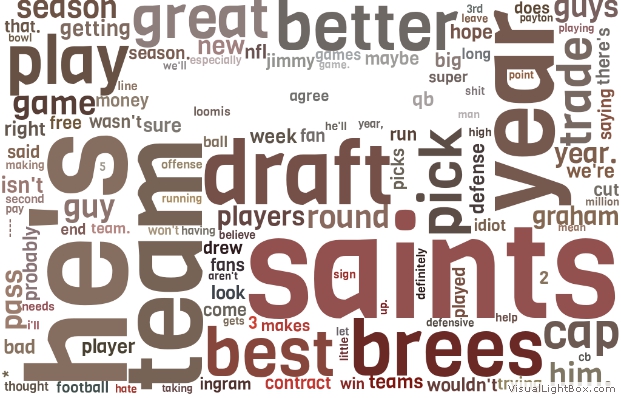 season
that.
bowl
getting
great
better
3rd
leave
does
payton
guys
hope
playing
play
season.
we'll
new
nfl
especially
jimmy
games
game.
maybe
big
long
super
year
point
trade
there's
saying
line
game
money
agree
qb
shit
man
loomis
right
free
wasn't
sure
he'll
year,
week
fan
run
high
ball
said
making
5
offense
draft
picks
pick
defense
year.
we're
isn't
second
pay
he's
team
running
cut
million
guy
players
round
idiot
graham
mean
end
team.
won't
having
believe
-----
probably
drew
fans
aren't
saints
sign
up.
definitely
played
2
pass
needs
i'll
look
come
gets
3
makes
little
let
defensive
help
cap
bad
player
best
brees
cb
him.
*
thought
football
hate
taking
ingram
contract
win
teams
wouldn't
trying
VisualLightBox.com